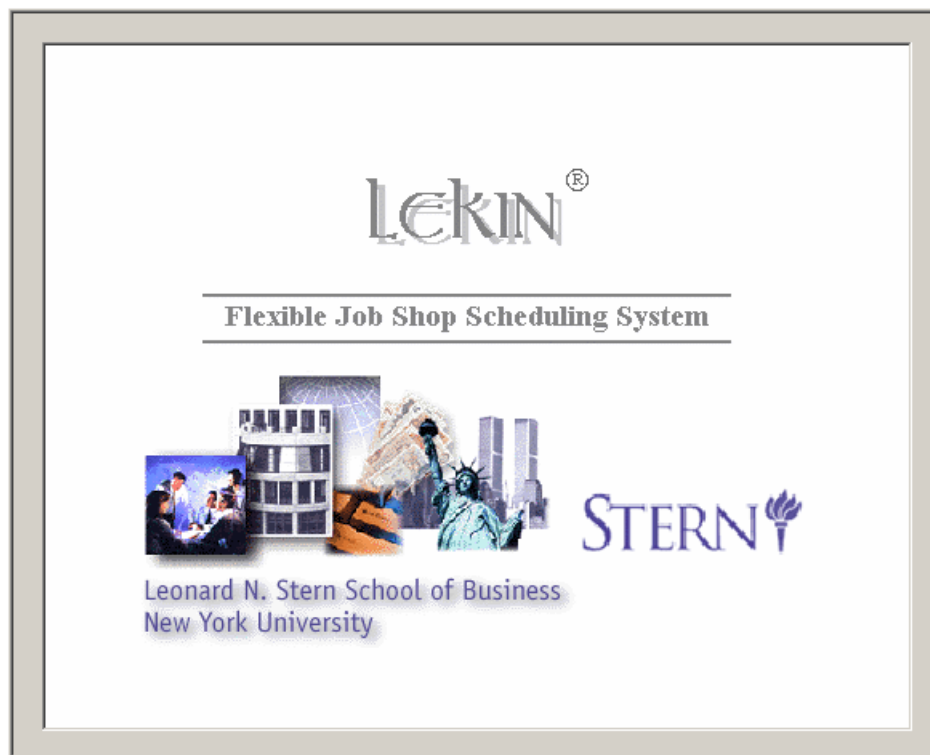 LEKIN®
Flexible Job Shop Scheduling System
STERN
Leonard N. Stern School of Business
New York University